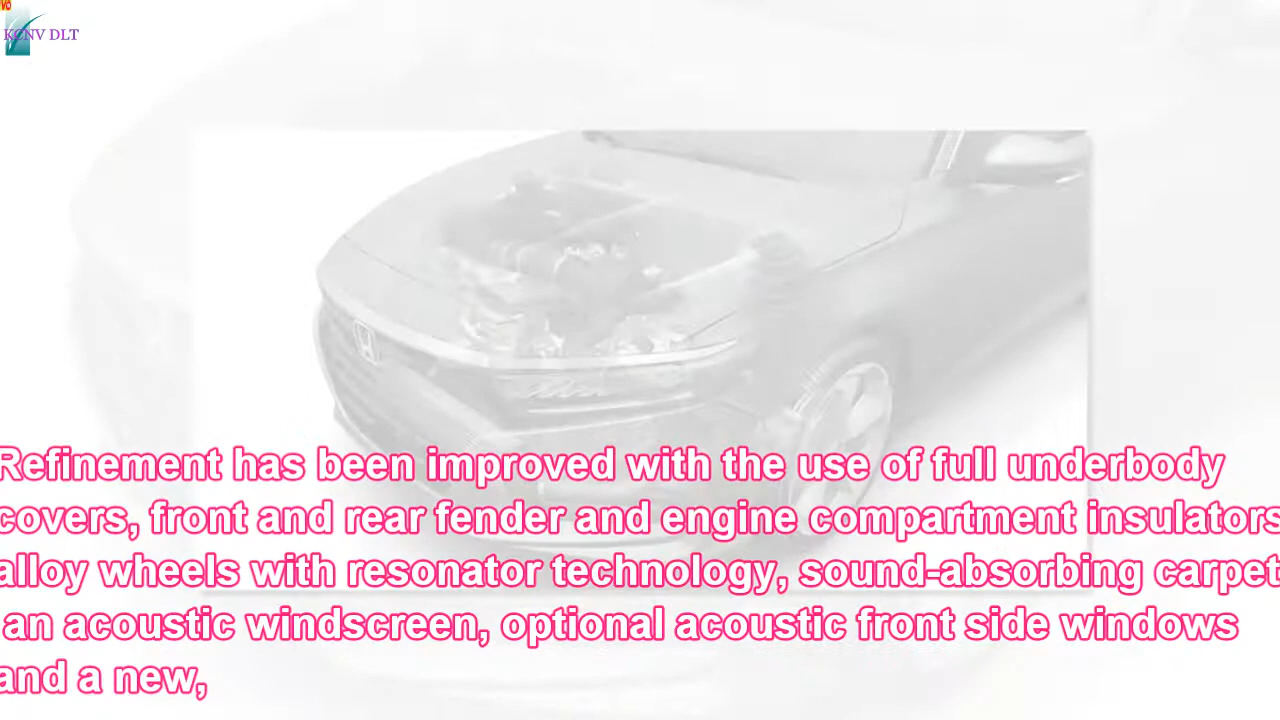 VO
KCNV DLT
Refinement has been improved with the use of full underbody
covers, front and rear fender and engine compartment insulators
alloy wheels with resonator technology, sound-absorbing carpet
an acoustic windscreen, optional acoustic front side windows
and a new,